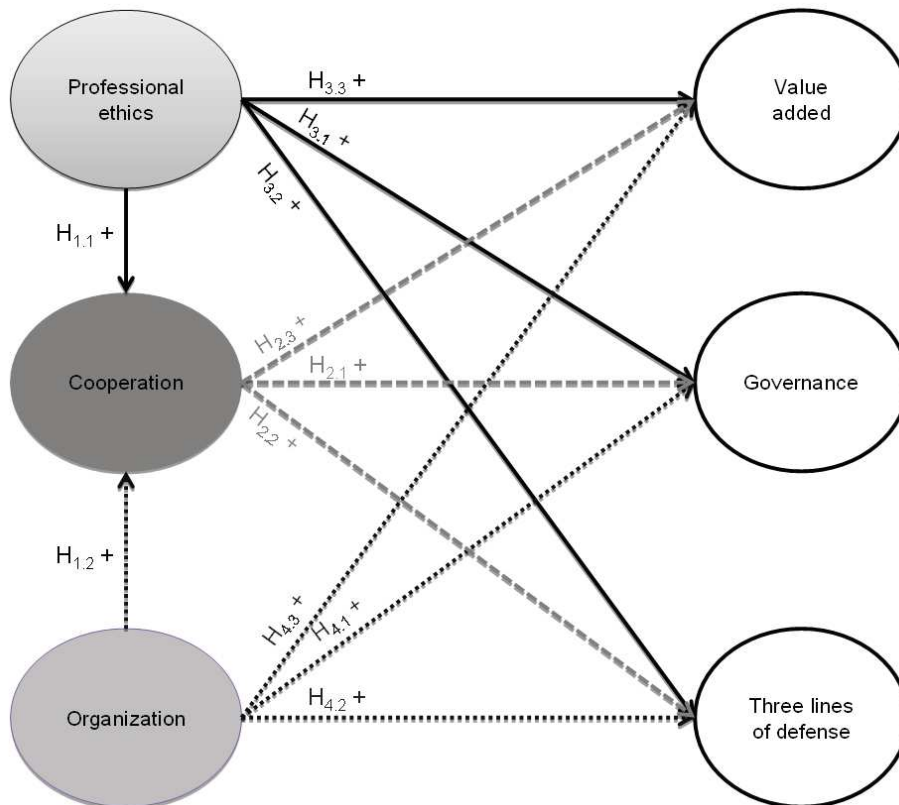 Professional
ethics
H3.3 +
Value
added
H3.1 +
H3.2 +
H1.1 +
Cooperation
H2.3 +
H2.1 +
H2.2 +
Governance
H1.2 +
Organization
H4.3 +
H4.1 +
H4.2 +
Three lines
of defense